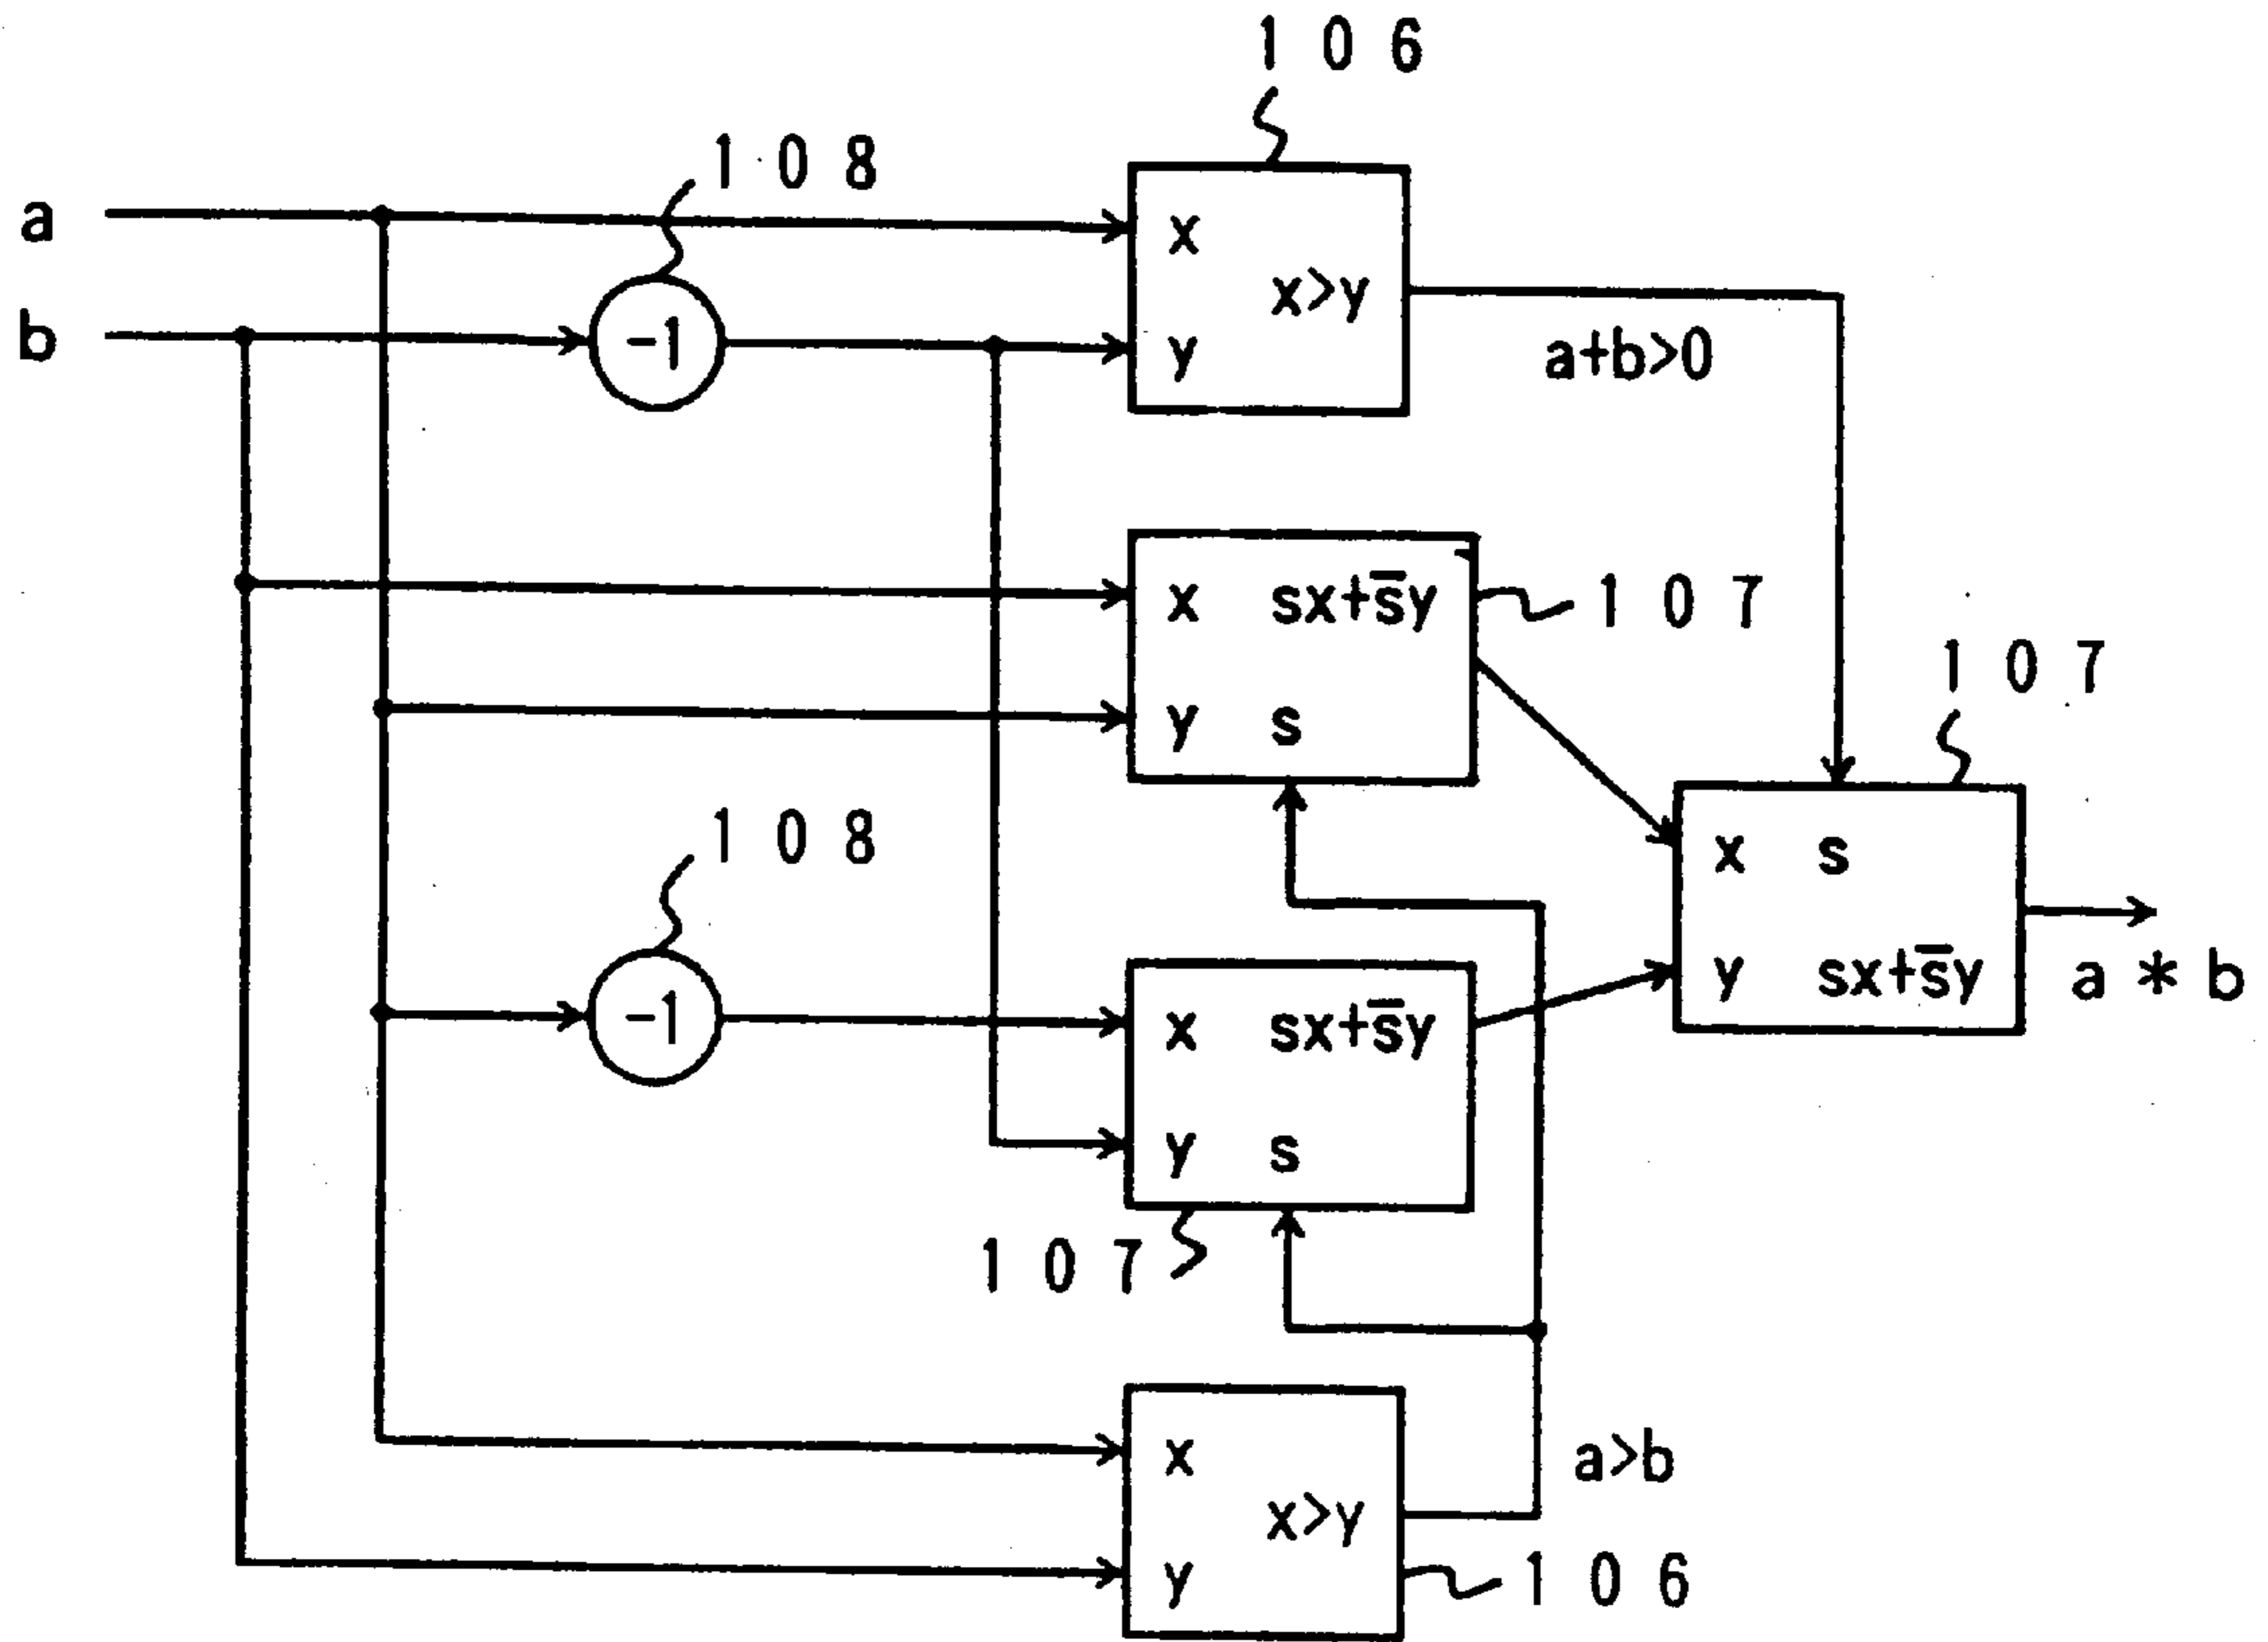 1 0 6
1 0 8
a
x
x>y
b
-1
y
a+b>0
x sx+s̅y
1 0 7
y s
1 0 7
1 0 8
x s
y sx+s̅y
a * b
-1
x sx+s̅y
y s
1 0 7
x
a>b
x>y
y
1 0 6